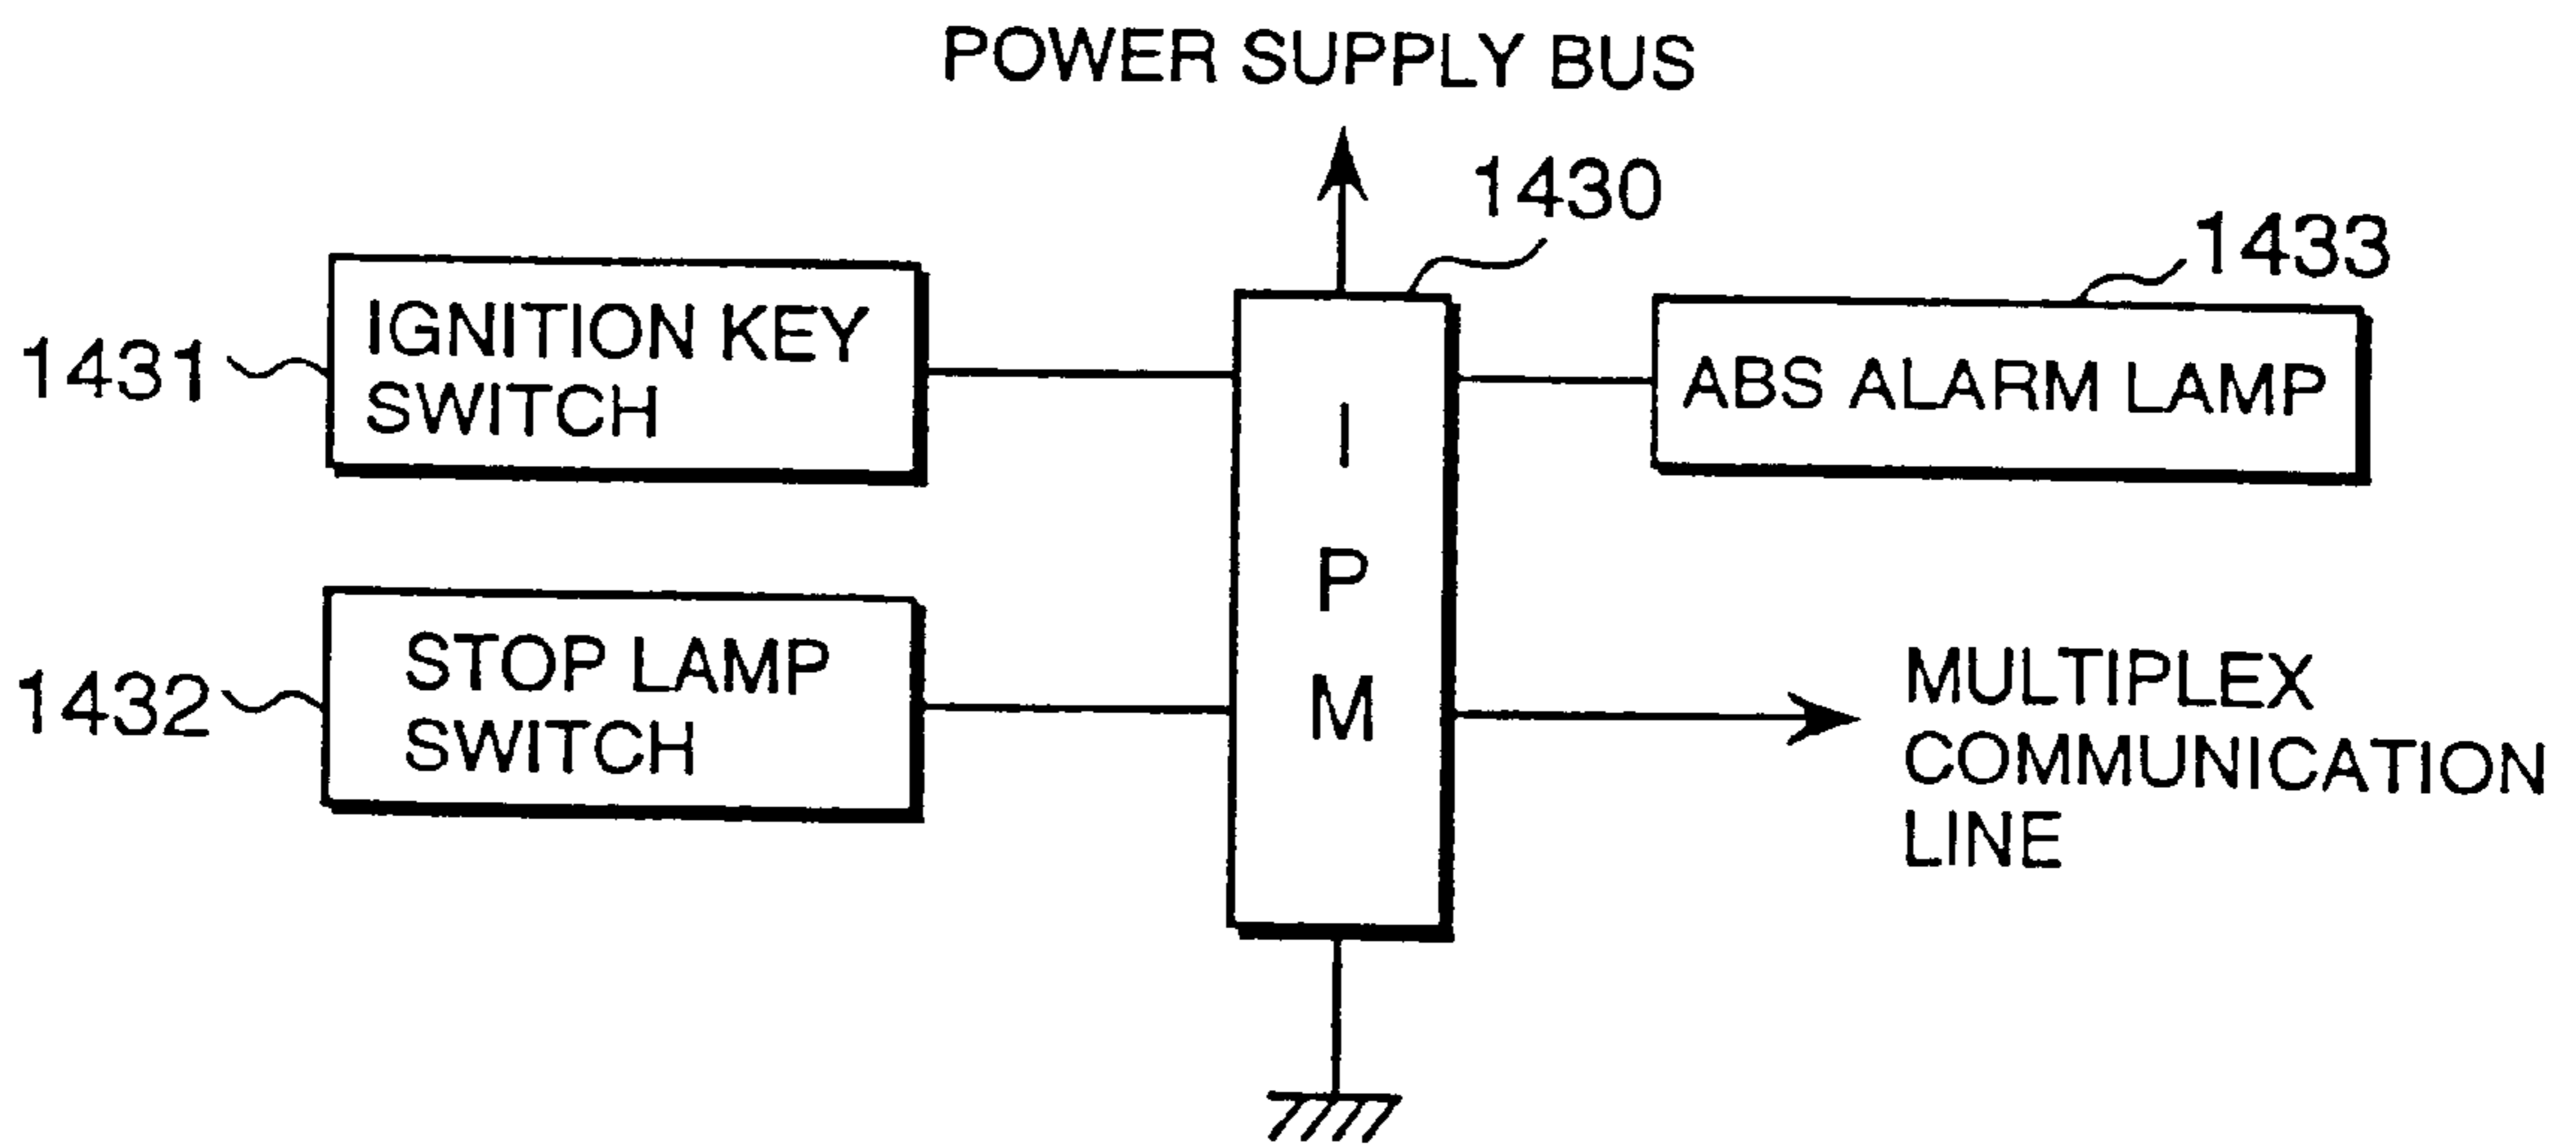 POWER SUPPLY BUS
1430
1433
1431
IGNITION KEY
SWITCH
ABS ALARM LAMP
I
P
M
1432
STOP LAMP
SWITCH
MULTIPLEX
COMMUNICATION
LINE